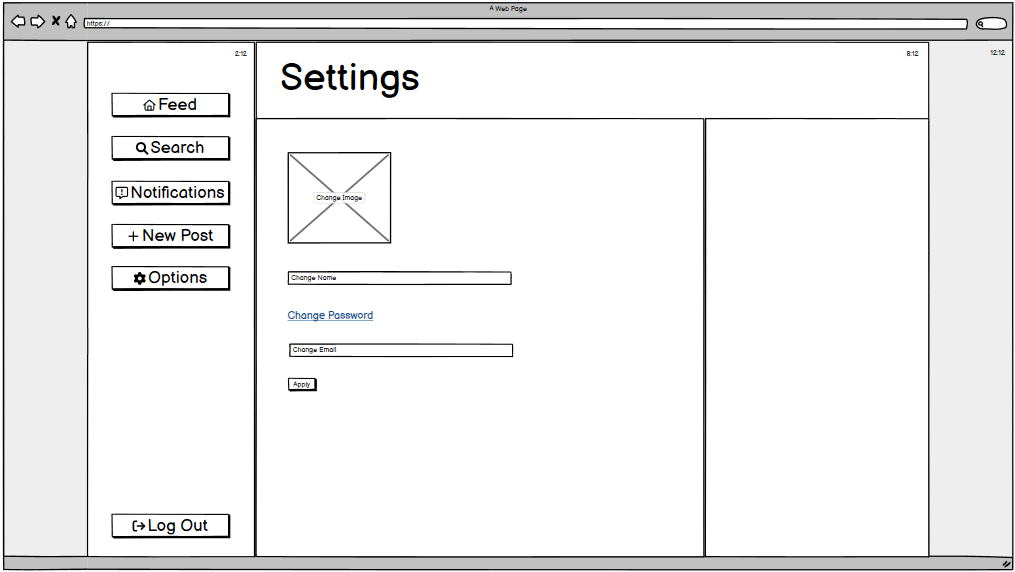 A Web Page
https://
2:12
8:12
12:12
Settings
Feed
Search
Notifications
New Post
Options
Log Out
Change Image
Change Name
Change Password
Change Email
Apply